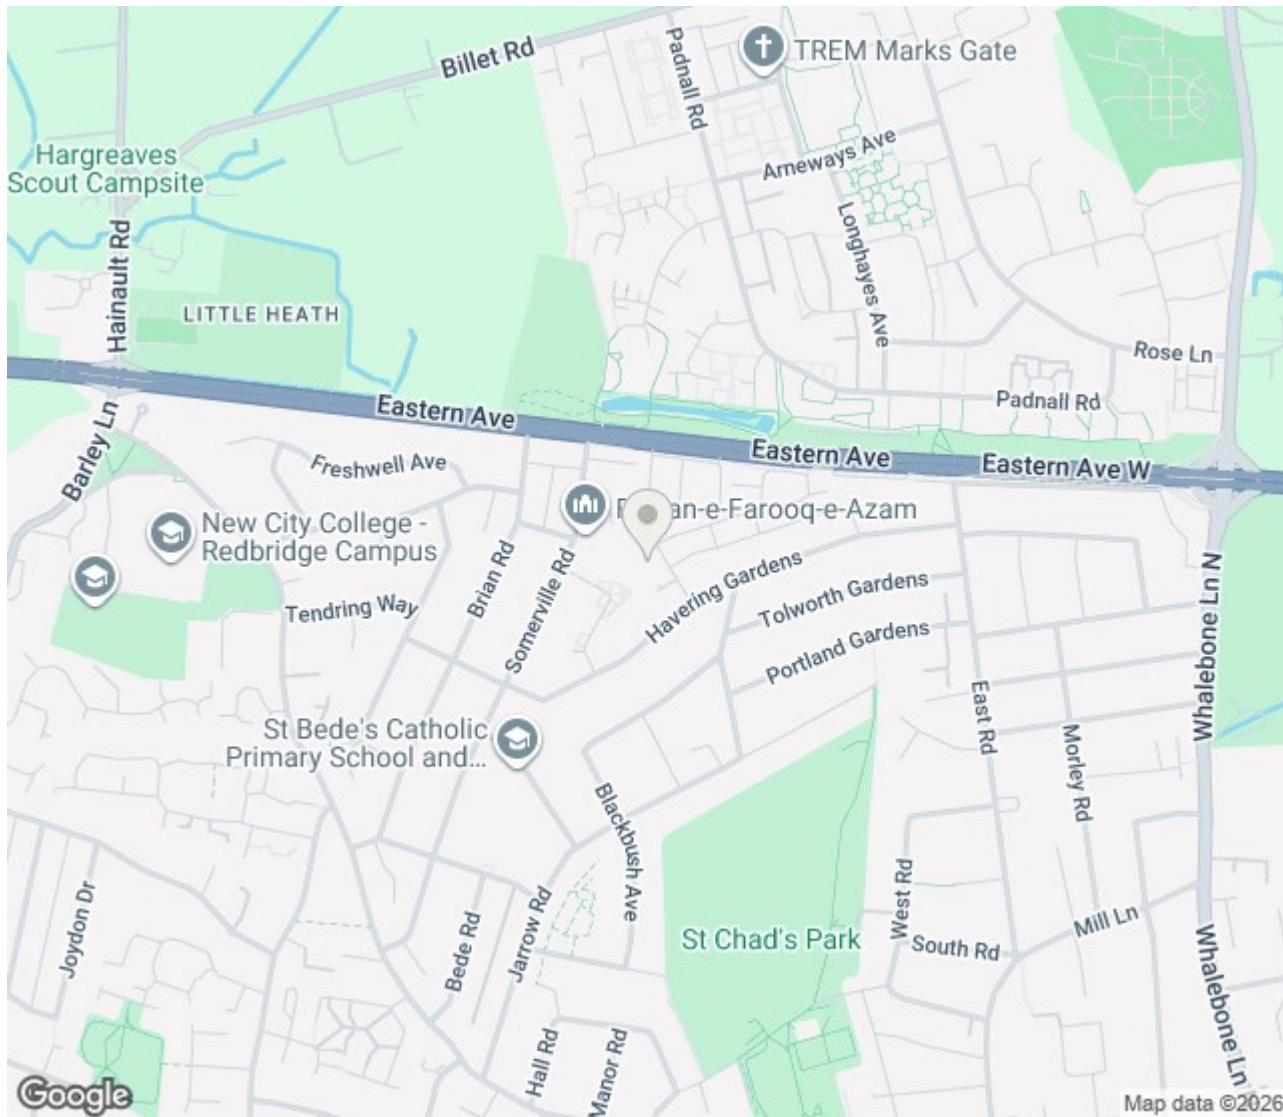 Billet Rd
Padnall Rd
TREM Marks Gate
Arneways Ave
Hargreaves
Scout Campsite
Hainault Rd
Longhayes Ave
LITTLE HEATH
Rose Ln
Padnall Rd
Eastern Ave
Eastern Ave
Eastern Ave W
Barley Ln
Freshwell Ave
an-e-Farooq-e-Azam
New City College -
Redbridge Campus
Brian Rd
Somerville Rd
Havering Gardens
Tolworth Gardens
Tendring Way
Portland Gardens
Whalebone Ln N
East Rd
Morley Rd
St Bede's Catholic
Primary School and...
Blackbush Ave
West Rd
Joydon Dr
Bede Rd
Jarrow Rd
St Chad's Park
South Rd
Mill Ln
Whalebone Ln
Hall Rd
Manor Rd
Google
Map data ©2026